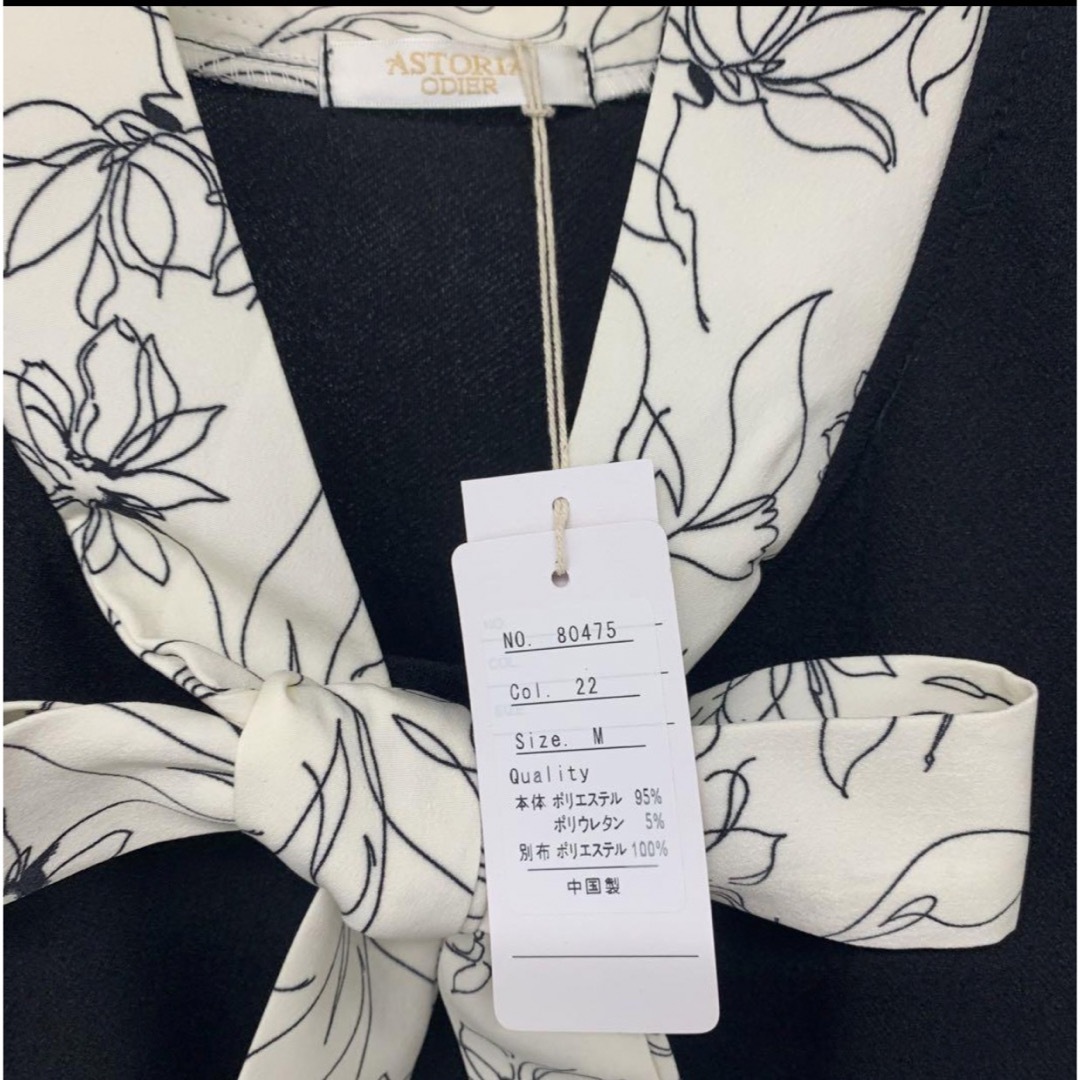 ASTORIA
ODIER
NO. 80475
Col. 22
Size. M
Quality
本体 ポリエステル 95%
ポリウレタン 5%
別布 ポリエステル 100%
中国製